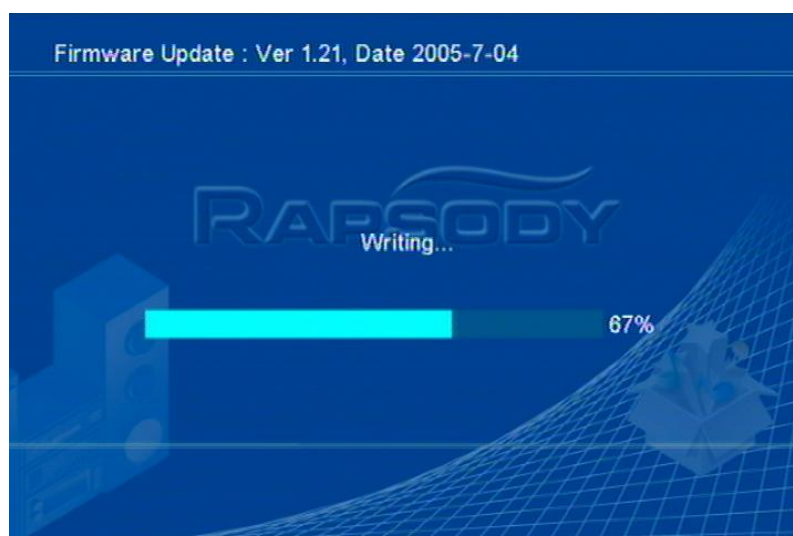 Firmware Update : Ver 1.21, Date 2005-7-04
RAPSODY
Writing...
67%